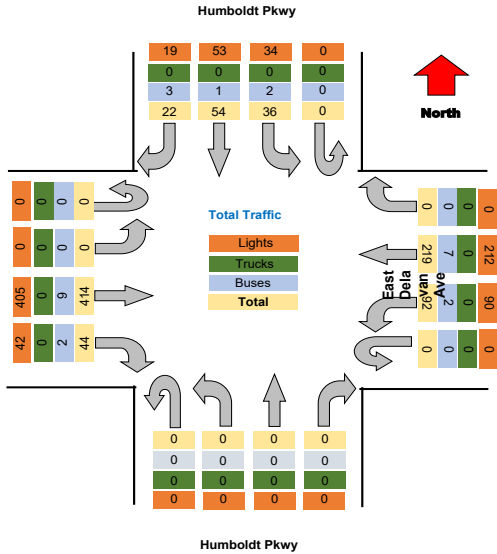 Humboldt Pkwy
19 53 34 0
0 0 0 0
3 1 2 0
22 54 36 0
North
0 0 0 0
0 0 0 0
405 0 9 414
42 0 2 44
Total Traffic
Lights
Trucks
Buses
Total
0 0 0 0
219 7 0 212
92 2 0 90
0 0 0 0
East
Dela
van
Ave
0 0 0 0
0 0 0 0
0 0 0 0
0 0 0 0
Humboldt Pkwy